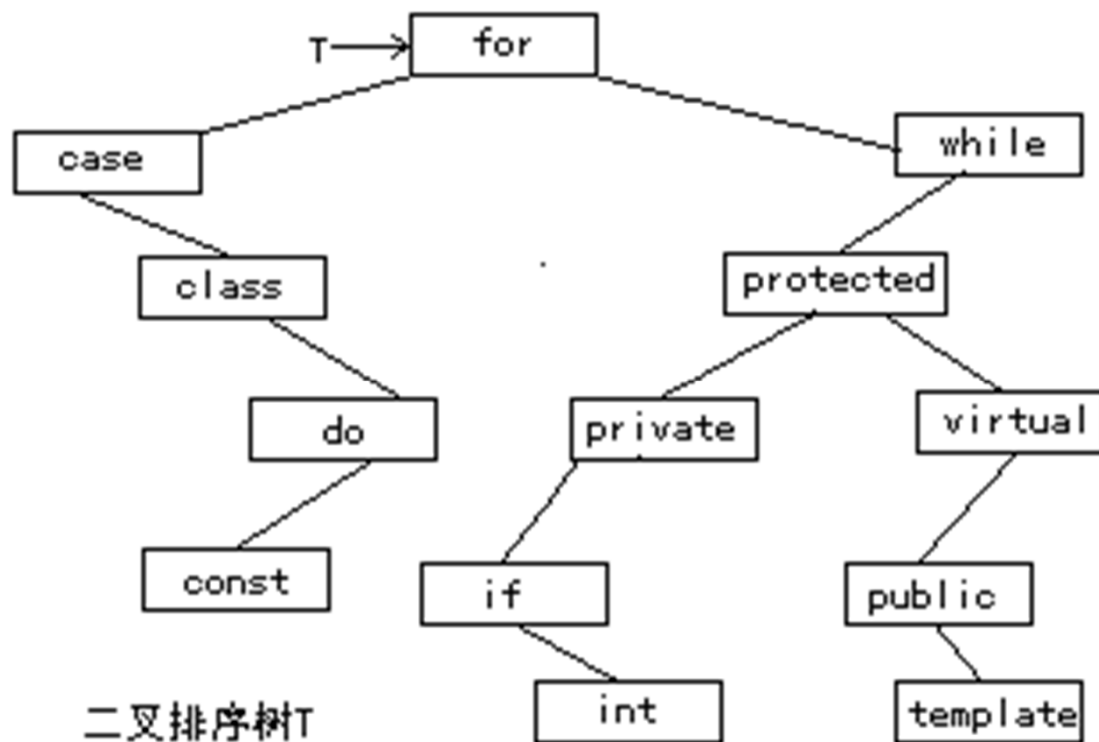 T
for
case
while
class
protected
do
private
virtual
const
if
public
int
template
二叉排序树T